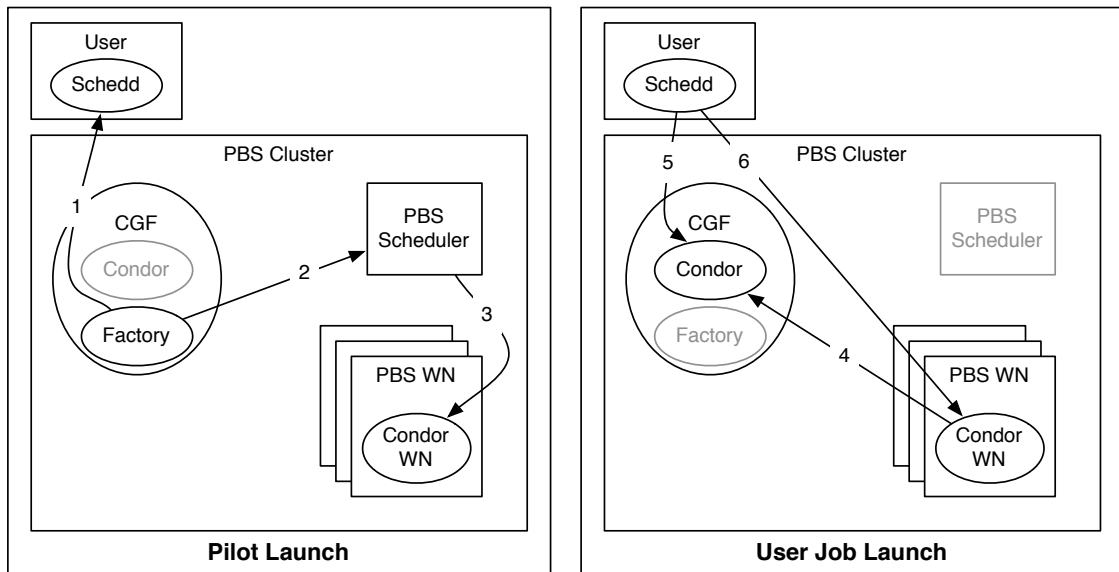 User
Schedd
PBS Cluster
1
CGF
Condor
Factory
2
PBS
Scheduler
3
PBS WN
Condor
WN
Pilot Launch
User
Schedd
5
6
PBS Cluster
CGF
Condor
Factory
PBS
Scheduler
4
PBS WN
Condor
WN
User Job Launch